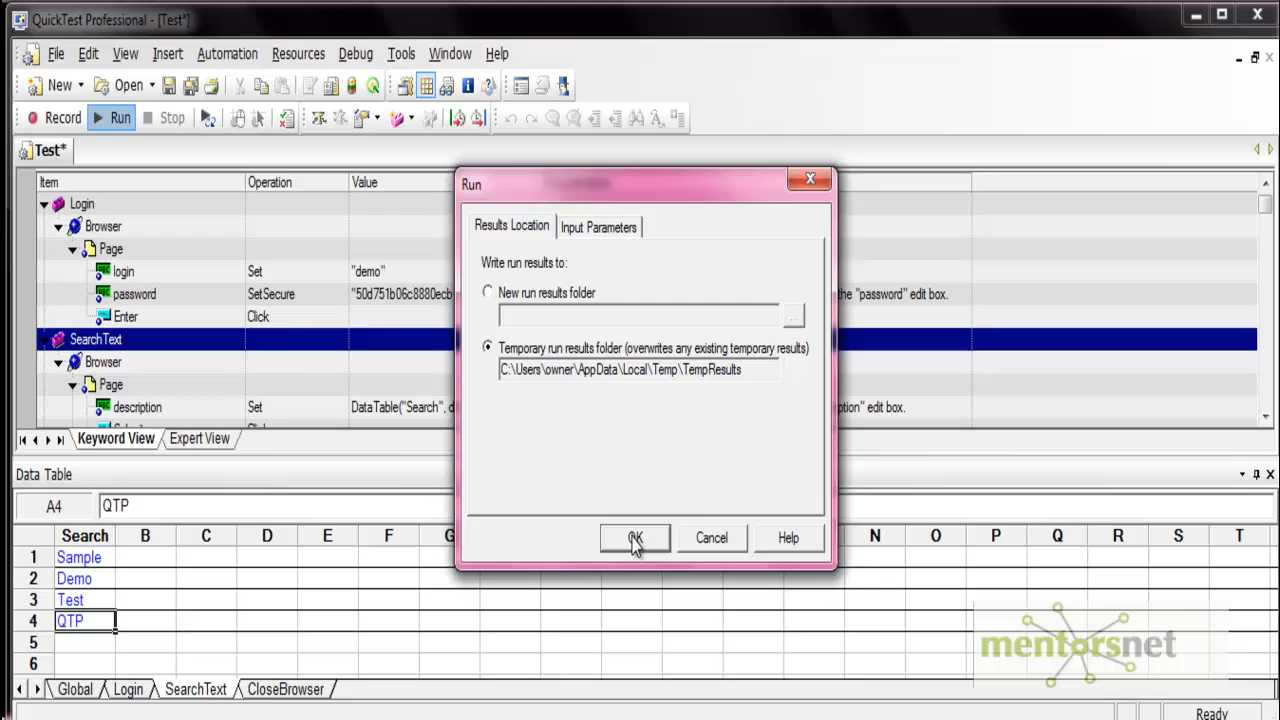 QuickTest Professional - [Test*]
File Edit View Insert Automation Resources Debug Tools Window Help
New Open
Record Run Stop
Test*
Item Operation Value
Login
Browser
Page
login Set "demo"
password SetSecure "50d751b06c8880ecb the "password" edit box.
Enter Click
SearchText
Browser
Page
description Set DataTable("Search", d ption" edit box.
Keyword View Expert View
Run
Results Location Input Parameters
Write run results to:
New run results folder
...
Temporary run results folder (overwrites any existing temporary results)
C:\Users\owner\AppData\Local\Temp\TempResults
OK Cancel Help
Data Table
A4 QTP
Search B C D E F G N O P Q R S T
1 Sample
2 Demo
3 Test
4 QTP
5
6
mentorsnet
Global Login SearchText CloseBrowser
Ready